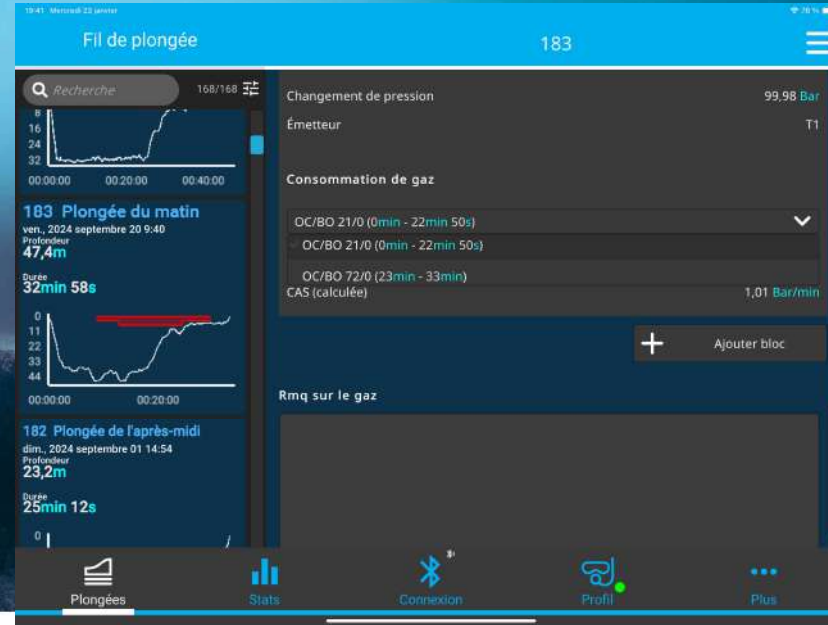 19:41 Mercredi 22 janvier
78 %
Fil de plongée
183
Recherche
168/168
8
16
24
32
00:00:00 00:20:00 00:40:00
183 Plongée du matin
ven., 2024 septembre 20 9:40
Profondeur
47,4m
Durée
32min 58s
0
11
22
33
44
00:00:00 00:20:00
182 Plongée de l'après-midi
dim., 2024 septembre 01 14:54
Profondeur
23,2m
Durée
25min 12s
0
Changement de pression 99,98 Bar
Émetteur T1
Consommation de gaz
OC/BO 21/0 (0min - 22min 50s)
OC/BO 21/0 (0min - 22min 50s)
OC/BO 72/0 (23min - 33min)
CAS (calculée) 1,01 Bar/min
Ajouter bloc
Rmq sur le gaz
Plongées
Stats
Connexion
Profil
Plus